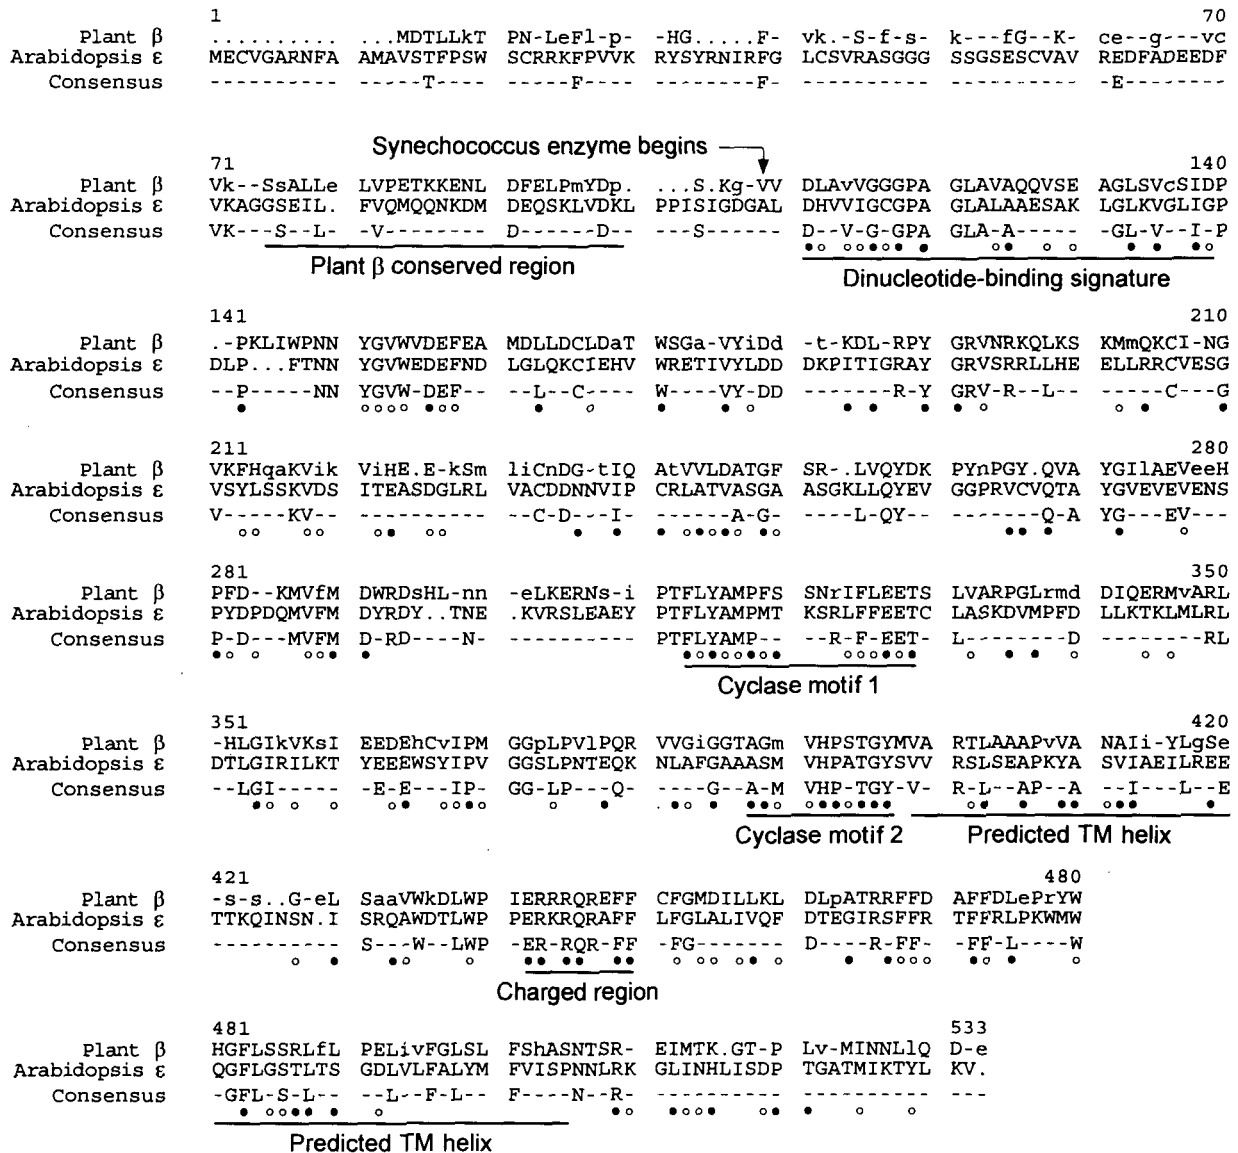 1 70
Plant β .......... ...MDTLLkT PN-LeFl-p- -HG.....F- vk.-S-f-s- k---fG--K- ce--g---vc
Arabidopsis ε MECVGARNFA AMAVSTFPSW SCRRKFPVVK RYSYRNIRFG LCSVRASGGG SSGSESCVAV REDFADEEDF
Consensus ---------- -----T---- -----F---- --------F- ---------- ---------- -E--------
Synechococcus enzyme begins
71 140
Plant β Vk--SsALLe LVPETKKENL DFELPmYDp. ...S.Kg-VV DLAvVGGGPA GLAVAQQVSE AGLSVcSIDP
Arabidopsis ε VKAGGSEIL. FVQMQQNKDM DEQSKLVDKL PPISIGDGAL DHVVIGCGPA GLALAAESAK LGLKVGLIGP
Consensus VK---S--L- -V-------- D------D-- ---S------ D--V-G-GPA GLA-A----- -GL-V--I-P
●○ ○○●○● ● ○● ○ ○ ● ● ●○
Plant β conserved region Dinucleotide-binding signature
141 210
Plant β .-PKLIWPNN YGVWVDEFEA MDLLDCLDaT WSGa-VYiDd -t-KDL-RPY GRVNRKQLKS KMmQKCI-NG
Arabidopsis ε DLP...FTNN YGVWEDEFND LGLQKCIEHV WRETIVYLDD DKPITIGRAY GRVSRRLLHE ELLRRCVESG
Consensus --P-----NN YGVW-DEF-- --L--C---- W----VY-DD -------R-Y GRV-R--L-- -----C---G
● ○○○○ ●○○ ● ○ ● ● ○ ● ● ● ● ○ ○ ● ●
211 280
Plant β VKFHqaKVik ViHE.E-kSm liCnDG-tIQ AtVVLDATGF SR-.LVQYDK PYnPGY.QVA YGIlAEVeeH
Arabidopsis ε VSYLSSKVDS ITEASDGLRL VACDDNNVIP CRLATVASGA ASGKLLQYEV GGPRVCVQTA YGVEVEVENS
Consensus V-----KV-- ---------- --C-D---I- ------A-G- ----L-QY-- -------Q-A YG---EV---
○○ ○○ ○● ○○ ● ● ● ○●●○ ●○ ●● ● ● ○
281 350
Plant β PFD--KMVfM DWRDsHL-nn -eLKERNs-i PTFLYAMPFS SNrIFLEETS LVARPGLrmd DIQERMvARL
Arabidopsis ε PYDPDQMVFM DYRDY..TNE .KVRSLEAEY PTFLYAMPMT KSRLFFEETC LASKDVMPFD LLKTKLMLRL
Consensus P-D---MVFM D-RD----N- ---------- PTFLYAMP-- --R-F-EET- L--------D --------RL
●○ ○ ○○● ● ●○●○○●○● ○○○●○● ○ ● ● ○ ○ ○
Cyclase motif 1
351 420
Plant β -HLGIkVKsI EEDEhCvIPM GGpLPVlPQR VVGiGGTAGm VHPSTGYMVA RTLAAAPvVA NAIi-YLgSe
Arabidopsis ε DTLGIRILKT YEEEWSYIPV GGSLPNTEQK NLAFGAAASM VHPATGYSVV RSLSEAPKYA SVIAEILREE
Consensus --LGI----- -E-E---IP- GG-LP---Q- ---G--A-M VHP-TGY-V- R-L--AP--A --I---L--E
●○ ○ ○ ○● ○○●○ ○ ● ●○ ● ●●○ ○●●●○●●● ○● ● ●● ○●● ●
Cyclase motif 2 Predicted TM helix
421 480
Plant β -s-s..G-eL SaaVWkDLWP IERRRQREFF CFGMDILLKL DLpATRRFFD AFFDLePrYW
Arabidopsis ε TTKQINSN.I SRQAWDTLWP PERKRQRAFF LFGLALIVQF DTEGIRSFFR TFFRLPKWMW
Consensus ---------- S---W--LWP -ER-RQR-FF -FG------- D----R-FF- -FF-L----W
○ ● ●○ ○ ●● ●● ●● ○ ○○ ○● ○ ● ●○○○ ●○ ● ○
Charged region
481 533
Plant β HGFLSSRLfL PELivFGLSL FShASNTSR- EIMTK.GT-P Lv-MINNLlQ D-e
Arabidopsis ε QGFLGSTLTS GDLVLFALYM FVISPNNLRK GLINHLISDP TGATMIKTYL KV.
Consensus -GFL-S-L-- --L--F-L-- F----N--R- ---------- ---------- ---
● ○○●● ● ○ ●○ ●○○● ○● ● ○ ○
Predicted TM helix